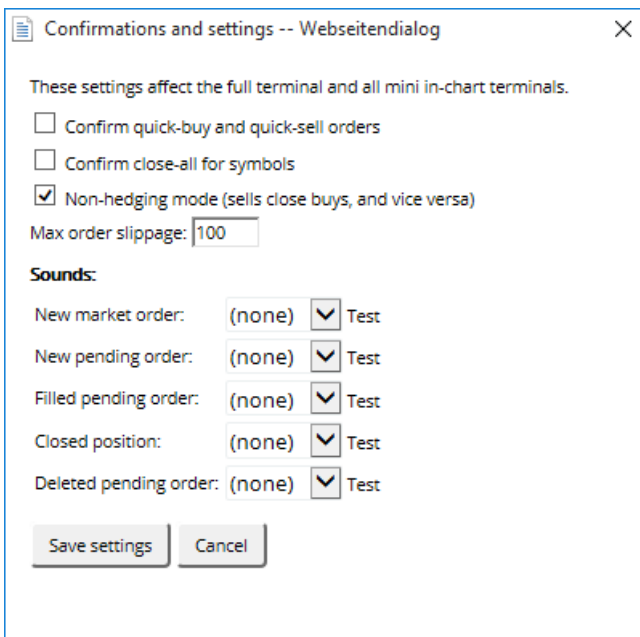 Confirmations and settings -- Webseitendialog
These settings affect the full terminal and all mini in-chart terminals.
Confirm quick-buy and quick-sell orders
Confirm close-all for symbols
Non-hedging mode (sells close buys, and vice versa)
Max order slippage: 100
Sounds:
New market order: (none) Test
New pending order: (none) Test
Filled pending order: (none) Test
Closed position: (none) Test
Deleted pending order: (none) Test
Save settings Cancel